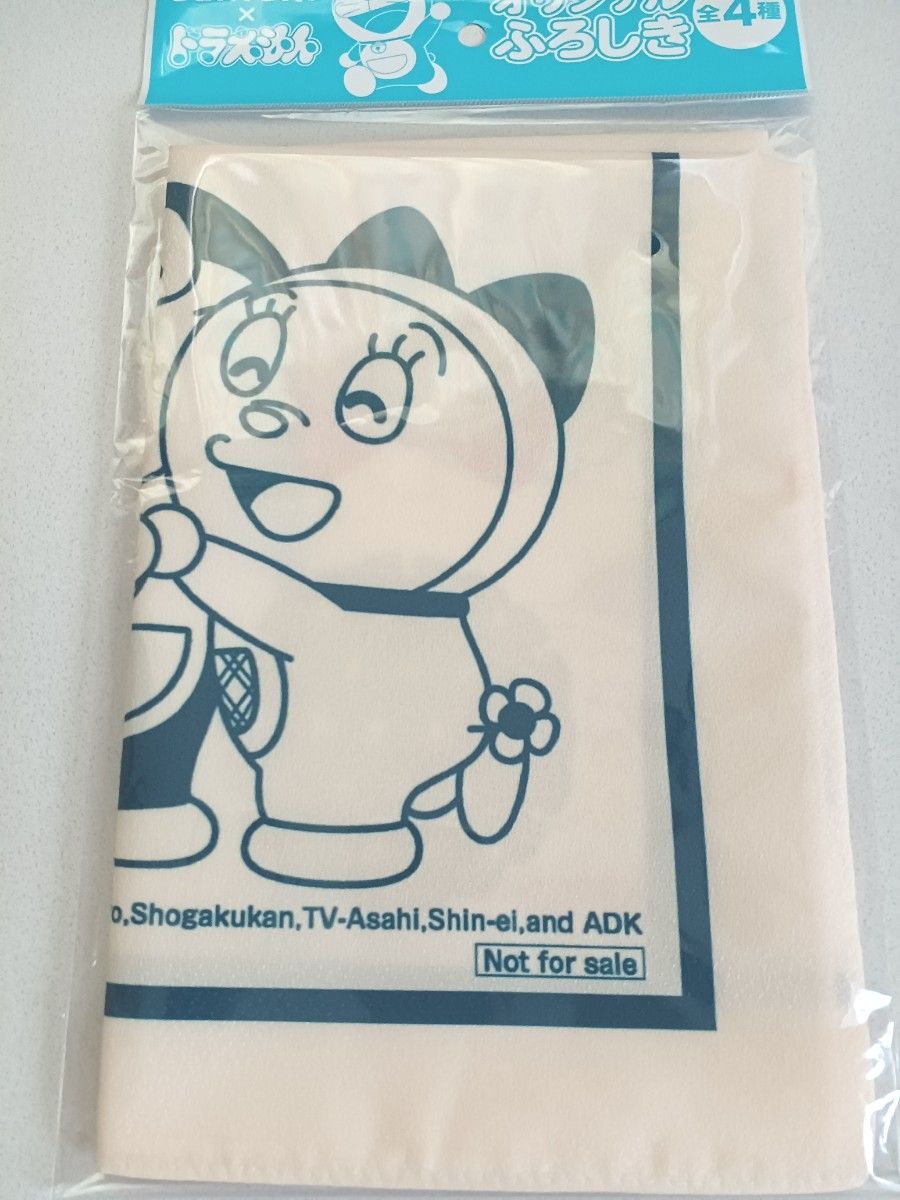 ×
ドラえもん
オリジナル
ふろしき
全4種
o,Shogakukan,TV-Asahi,Shin-ei,and ADK
Not for sale